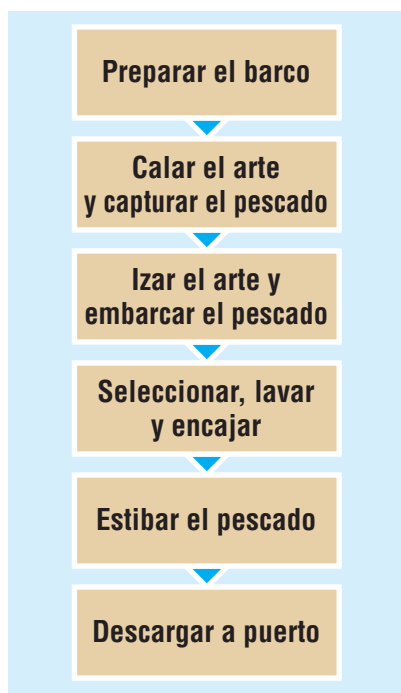 Preparar el barco
Calar el arte
y capturar el pescado
Izar el arte y
embarcar el pescado
Seleccionar, lavar
y encajar
Estibar el pescado
Descargar a puerto